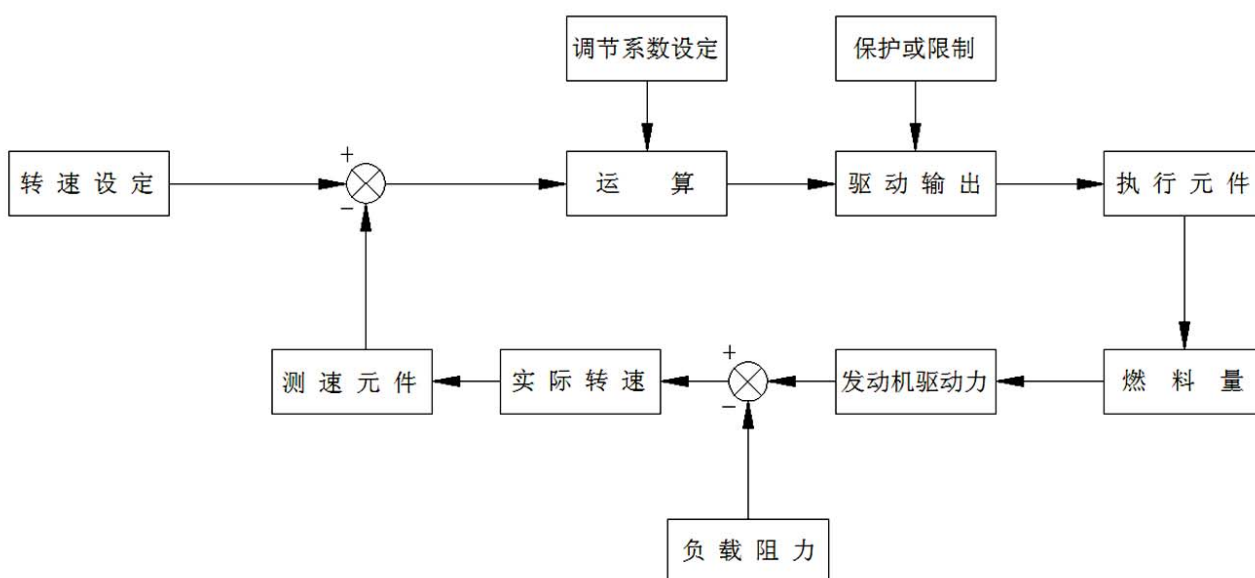 调节系数设定
保护或限制
转速设定
+
−
运算
驱动输出
执行元件
测速元件
实际转速
+
−
发动机驱动力
燃料量
负载阻力